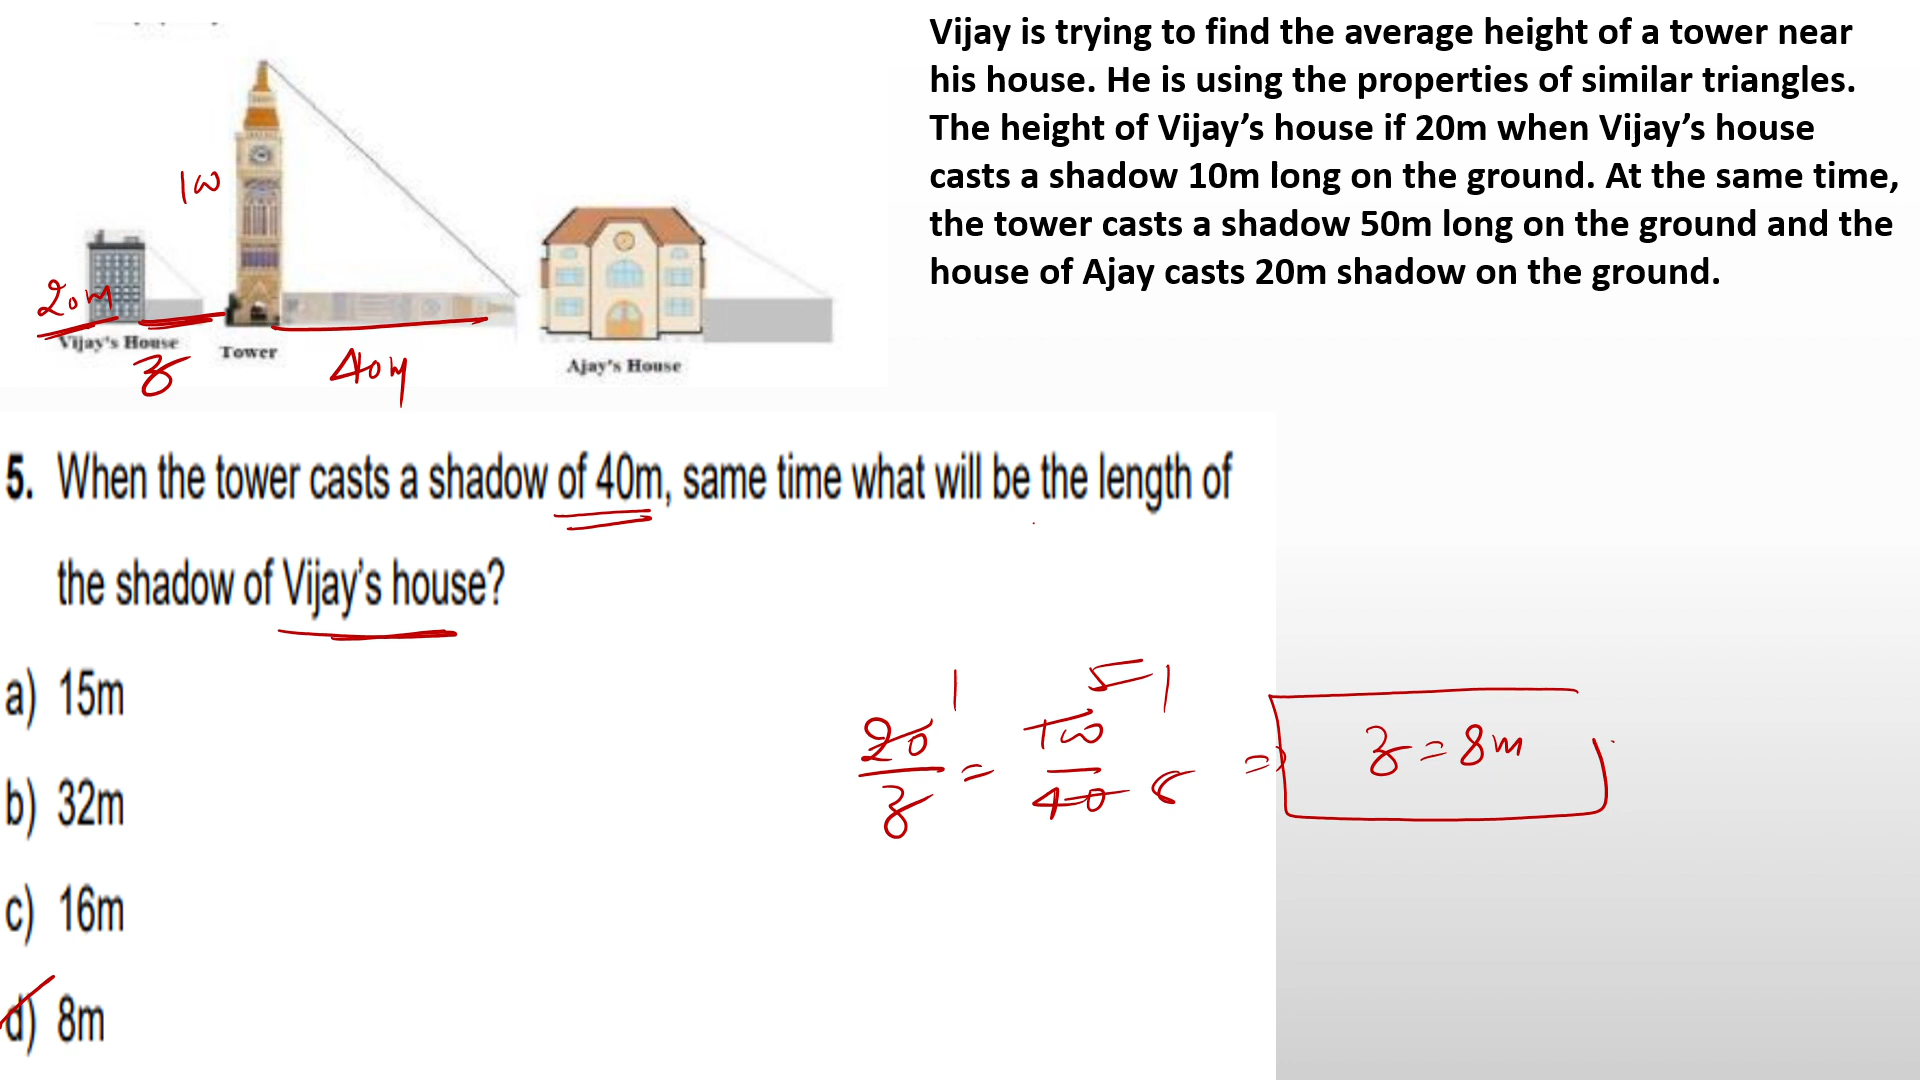 Vijay is trying to find the average height of a tower near
his house. He is using the properties of similar triangles.
The height of Vijay’s house if 20m when Vijay’s house
casts a shadow 10m long on the ground. At the same time,
the tower casts a shadow 50m long on the ground and the
house of Ajay casts 20m shadow on the ground.
100
20m
Vijay's House
Tower
Ajay's House
z
40m
5. When the tower casts a shadow of 40m, same time what will be the length of
the shadow of Vijay’s house?
a) 15m
b) 32m
c) 16m
d) 8m
1 5 1
20/z = 100/40 8 => z = 8m